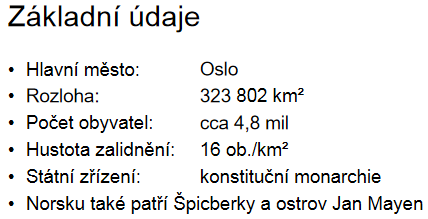 Základní údaje
• Hlavní město: Oslo
• Rozloha: 323 802 km²
• Počet obyvatel: cca 4,8 mil
• Hustota zalidnění: 16 ob./km²
• Státní zřízení: konstituční monarchie
• Norsku také patří Špicberky a ostrov Jan Mayen